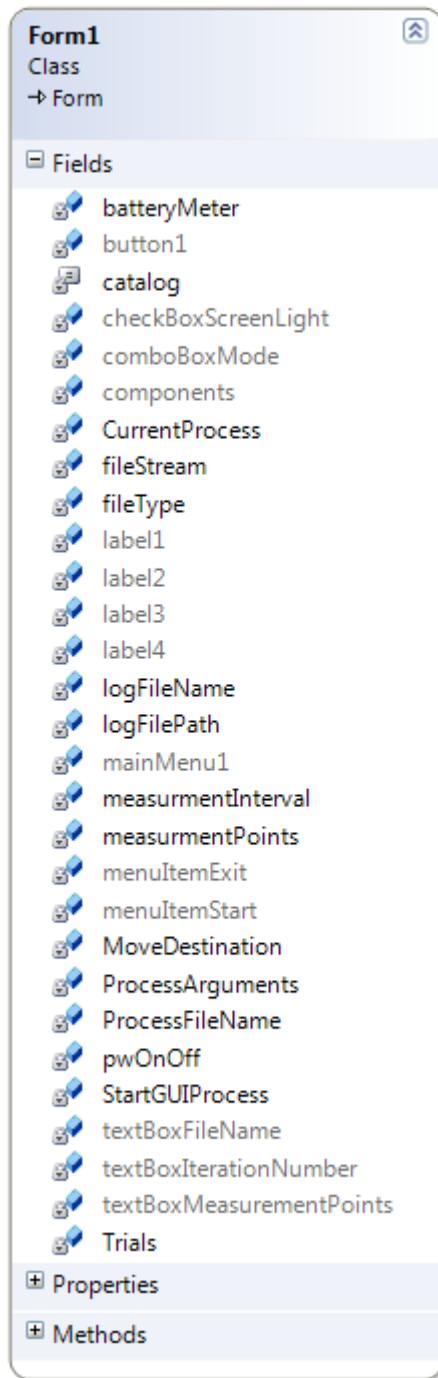 Form1
Class
Form
Fields
batteryMeter
button1
catalog
checkBoxScreenLight
comboBoxMode
components
CurrentProcess
fileStream
fileType
label1
label2
label3
label4
logFileName
logFilePath
mainMenu1
measurmentInterval
measurmentPoints
menuItemExit
menuItemStart
MoveDestination
ProcessArguments
ProcessFileName
pwOnOff
StartGUIProcess
textBoxFileName
textBoxIterationNumber
textBoxMeasurementPoints
Trials
Properties
Methods